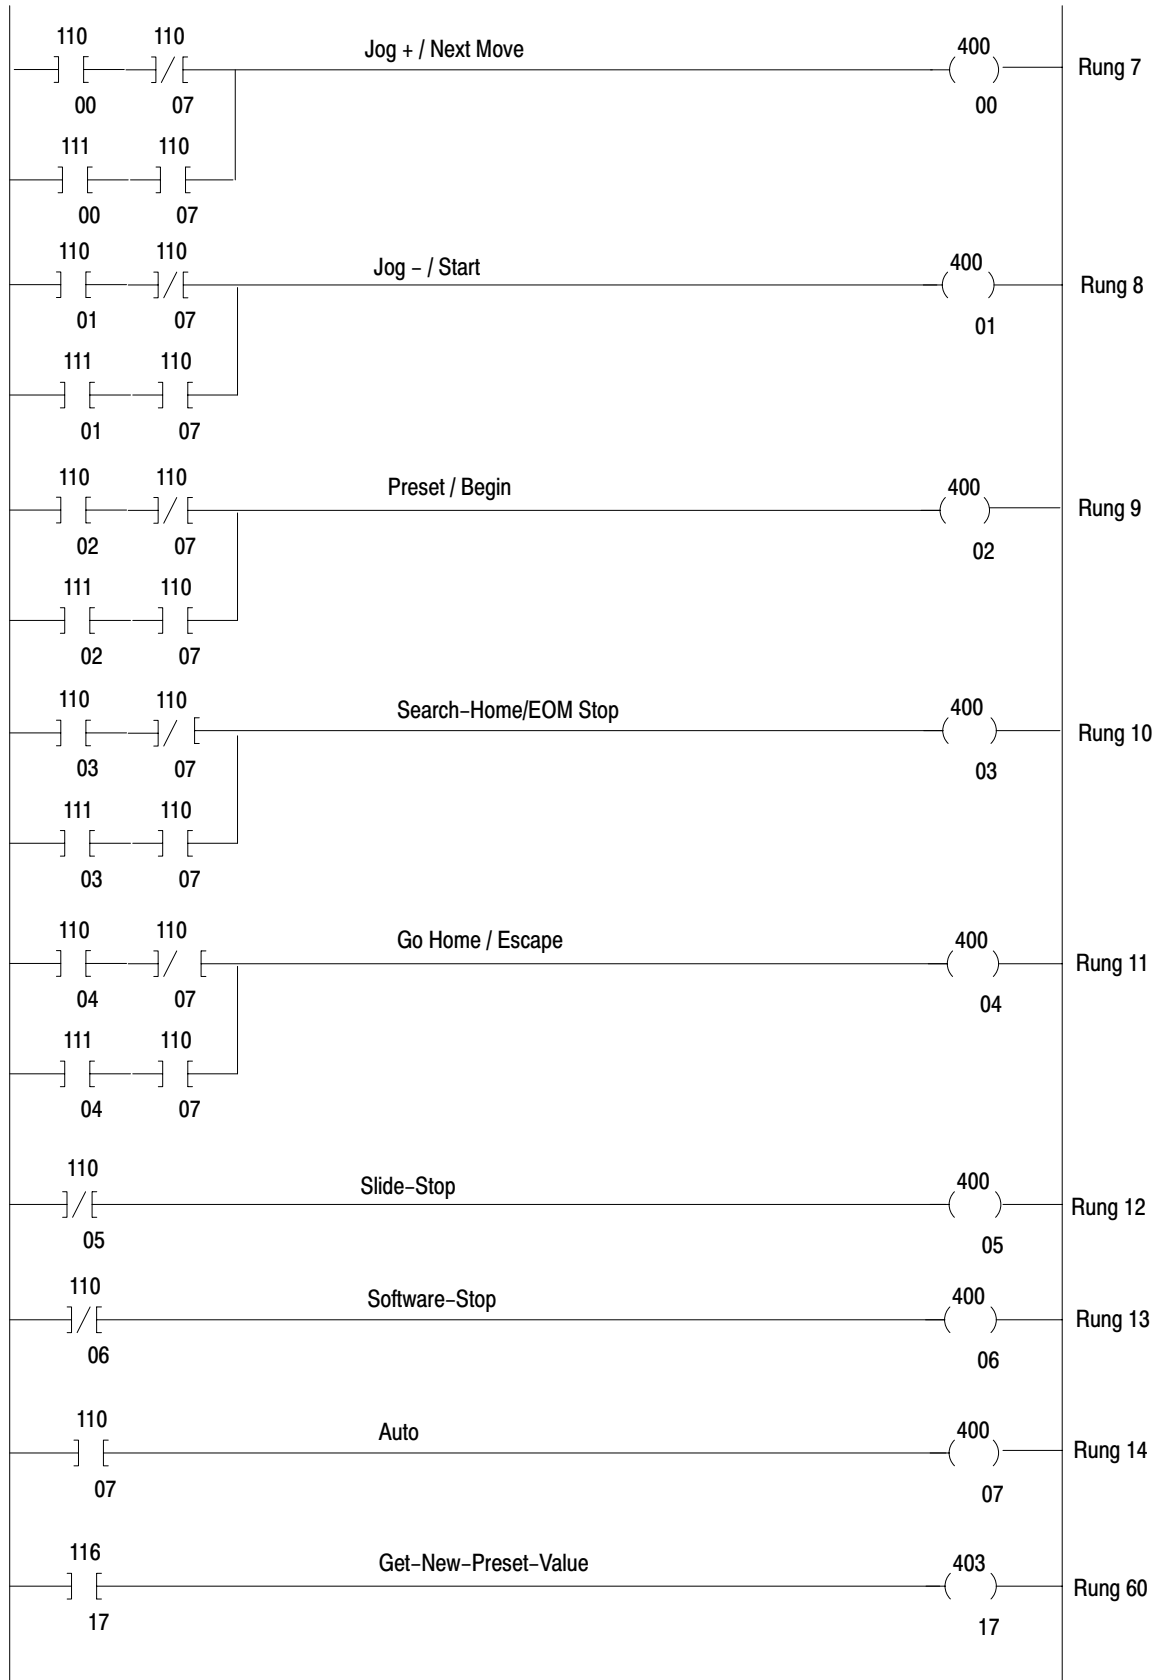 110 110 Jog + / Next Move 400 Rung 7
00 07 00
111 110
00 07
110 110 Jog – / Start 400 Rung 8
01 07 01
111 110
01 07
110 110 Preset / Begin 400 Rung 9
02 07 02
111 110
02 07
110 110 Search–Home/EOM Stop 400 Rung 10
03 07 03
111 110
03 07
110 110 Go Home / Escape 400 Rung 11
04 07 04
111 110
04 07
110 Slide–Stop 400 Rung 12
05 05
110 Software–Stop 400 Rung 13
06 06
110 Auto 400 Rung 14
07 07
116 Get–New–Preset–Value 403 Rung 60
17 17